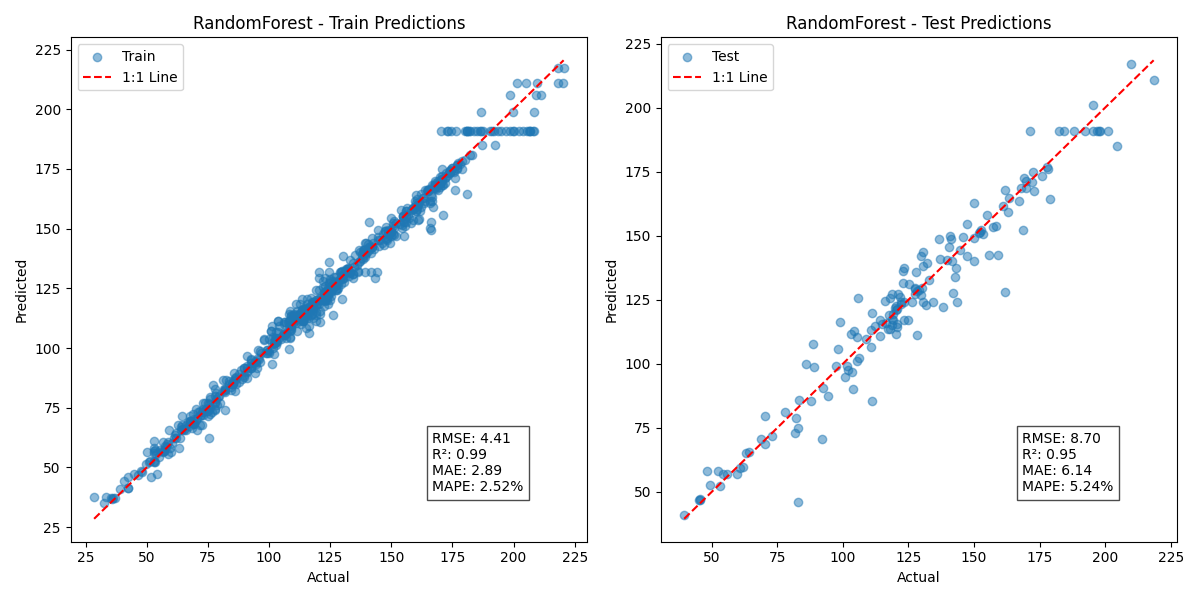 RandomForest - Train Predictions
Train
1:1 Line
225
200
175
150
125
100
75
50
25
Predicted
RMSE: 4.41
R²: 0.99
MAE: 2.89
MAPE: 2.52%
25
50
75
100
125
150
175
200
225
Actual
RandomForest - Test Predictions
Test
1:1 Line
225
200
175
150
125
100
75
50
Predicted
RMSE: 8.70
R²: 0.95
MAE: 6.14
MAPE: 5.24%
50
75
100
125
150
175
200
225
Actual